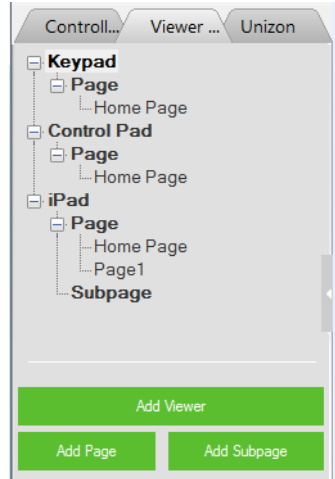 Controll... Viewer ... Unizon
Keypad
Page
Home Page
Control Pad
Page
Home Page
iPad
Page
Home Page
Page1
Subpage
Add Viewer
Add Page Add Subpage